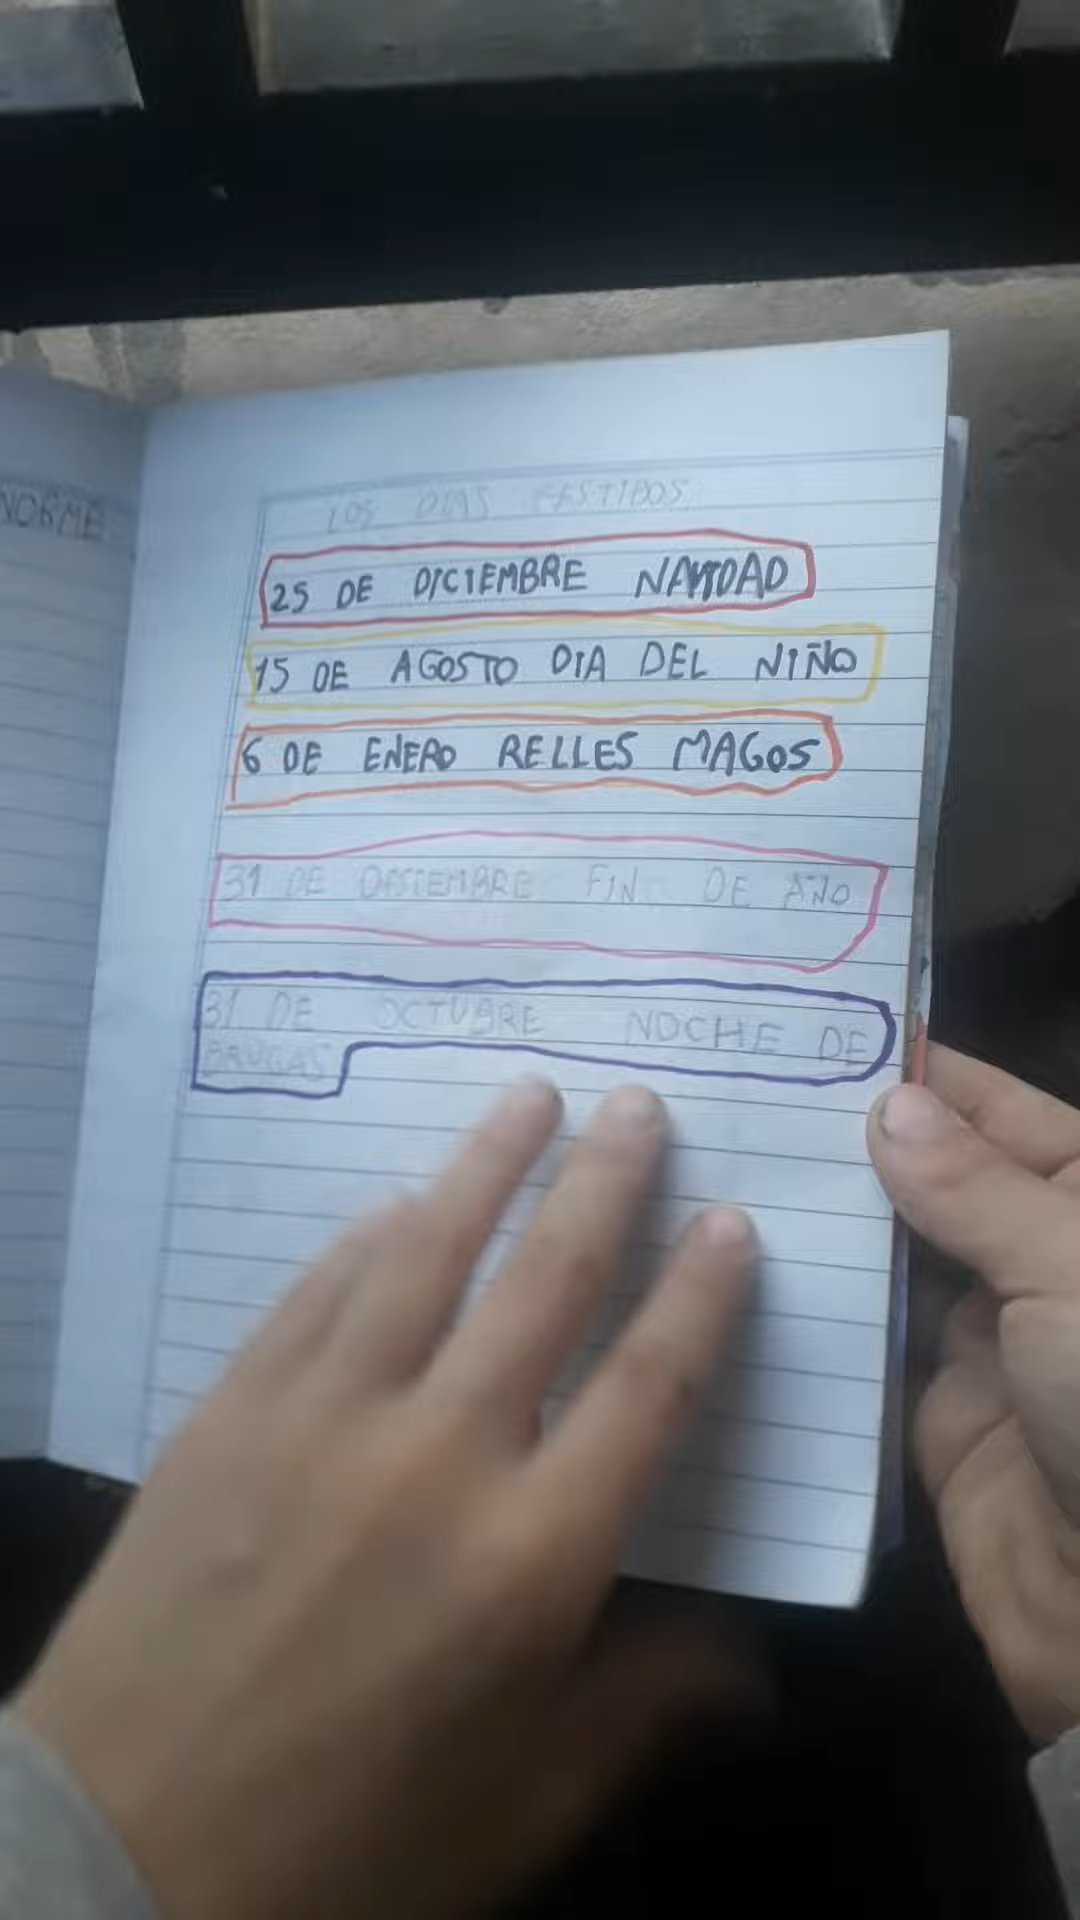 NORME
LOS DIAS FESTIBOS
25 DE DICIEMBRE NAVIDAD
15 DE AGOSTO DIA DEL NIÑO
6 DE ENERO RELLES MAGOS
31 DE DISIEMBRE FIN DE AÑO
31 DE OCTUBRE NOCHE DE
BRUGAS